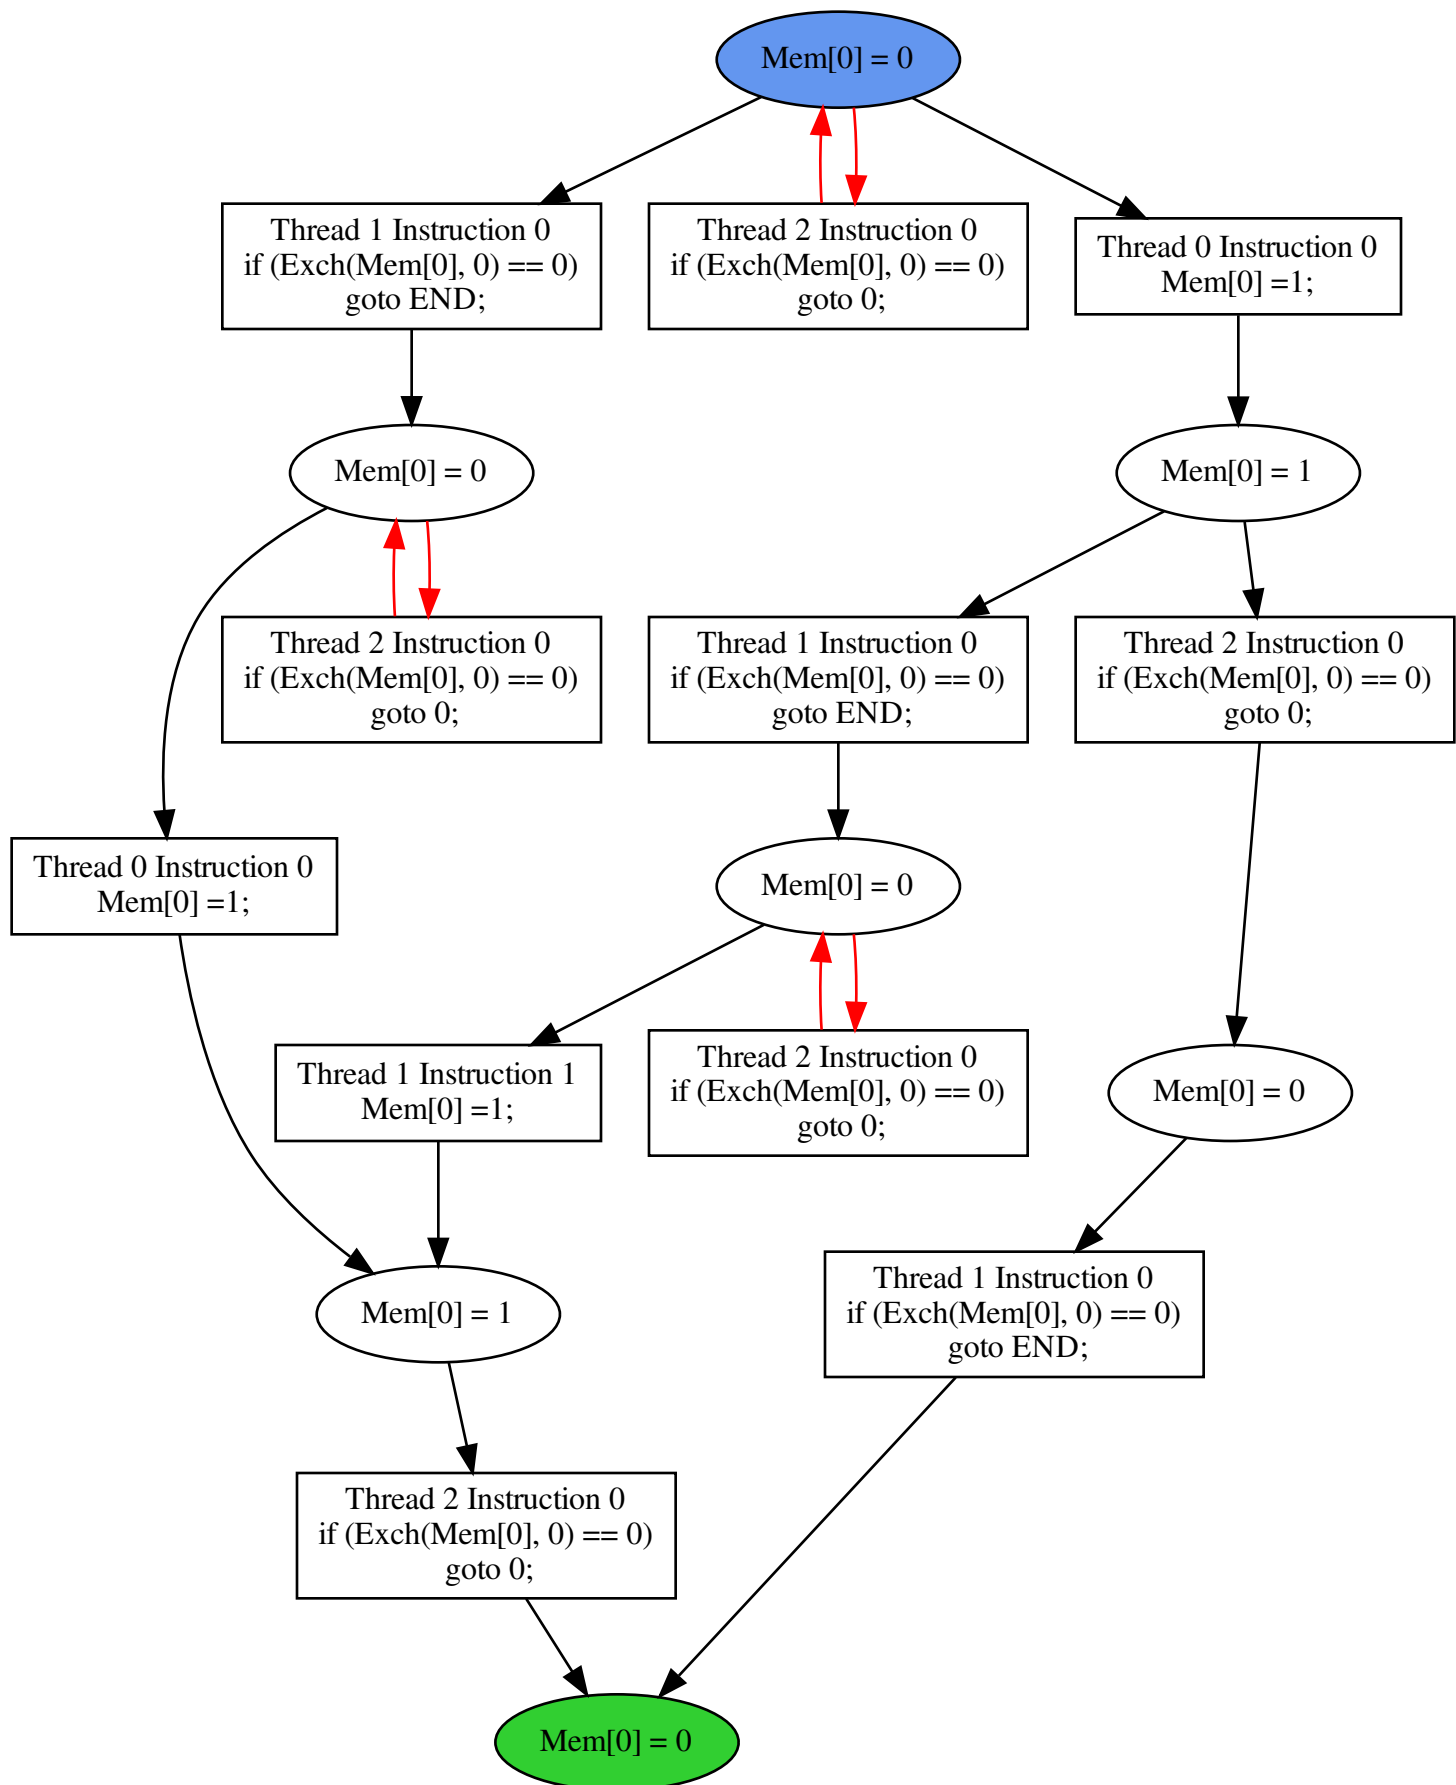 Mem[0] = 0
Thread 1 Instruction 0
if (Exch(Mem[0], 0) == 0)
goto END;
Thread 2 Instruction 0
if (Exch(Mem[0], 0) == 0)
goto 0;
Thread 0 Instruction 0
Mem[0] =1;
Mem[0] = 0
Mem[0] = 1
Thread 2 Instruction 0
if (Exch(Mem[0], 0) == 0)
goto 0;
Thread 1 Instruction 0
if (Exch(Mem[0], 0) == 0)
goto END;
Thread 2 Instruction 0
if (Exch(Mem[0], 0) == 0)
goto 0;
Thread 0 Instruction 0
Mem[0] =1;
Mem[0] = 0
Thread 1 Instruction 1
Mem[0] =1;
Thread 2 Instruction 0
if (Exch(Mem[0], 0) == 0)
goto 0;
Mem[0] = 0
Mem[0] = 1
Thread 1 Instruction 0
if (Exch(Mem[0], 0) == 0)
goto END;
Thread 2 Instruction 0
if (Exch(Mem[0], 0) == 0)
goto 0;
Mem[0] = 0